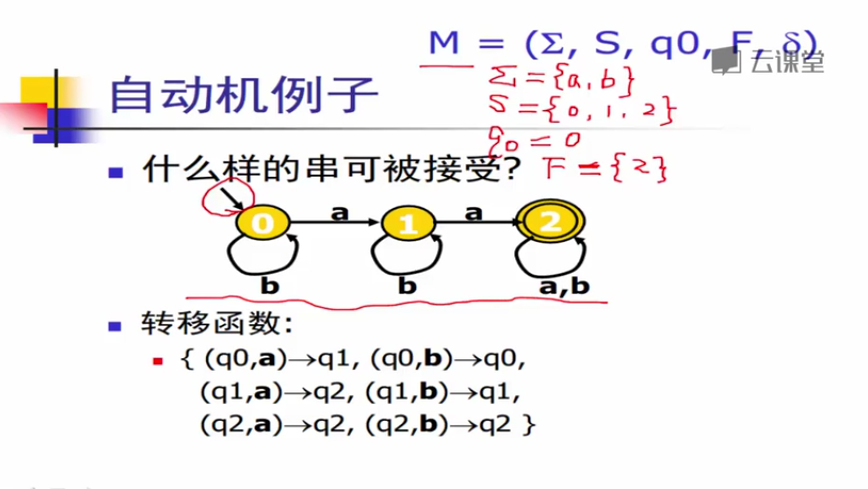 M = (Σ, S, q0, F, δ)
云课堂
Σ = {a, b}
S = {0, 1, 2}
q0 = 0
F = {2}
自动机例子
什么样的串可被接受?
0 a 1 a 2
b b a,b
转移函数:
{ (q0,a)→q1, (q0,b)→q0,
(q1,a)→q2, (q1,b)→q1,
(q2,a)→q2, (q2,b)→q2 }